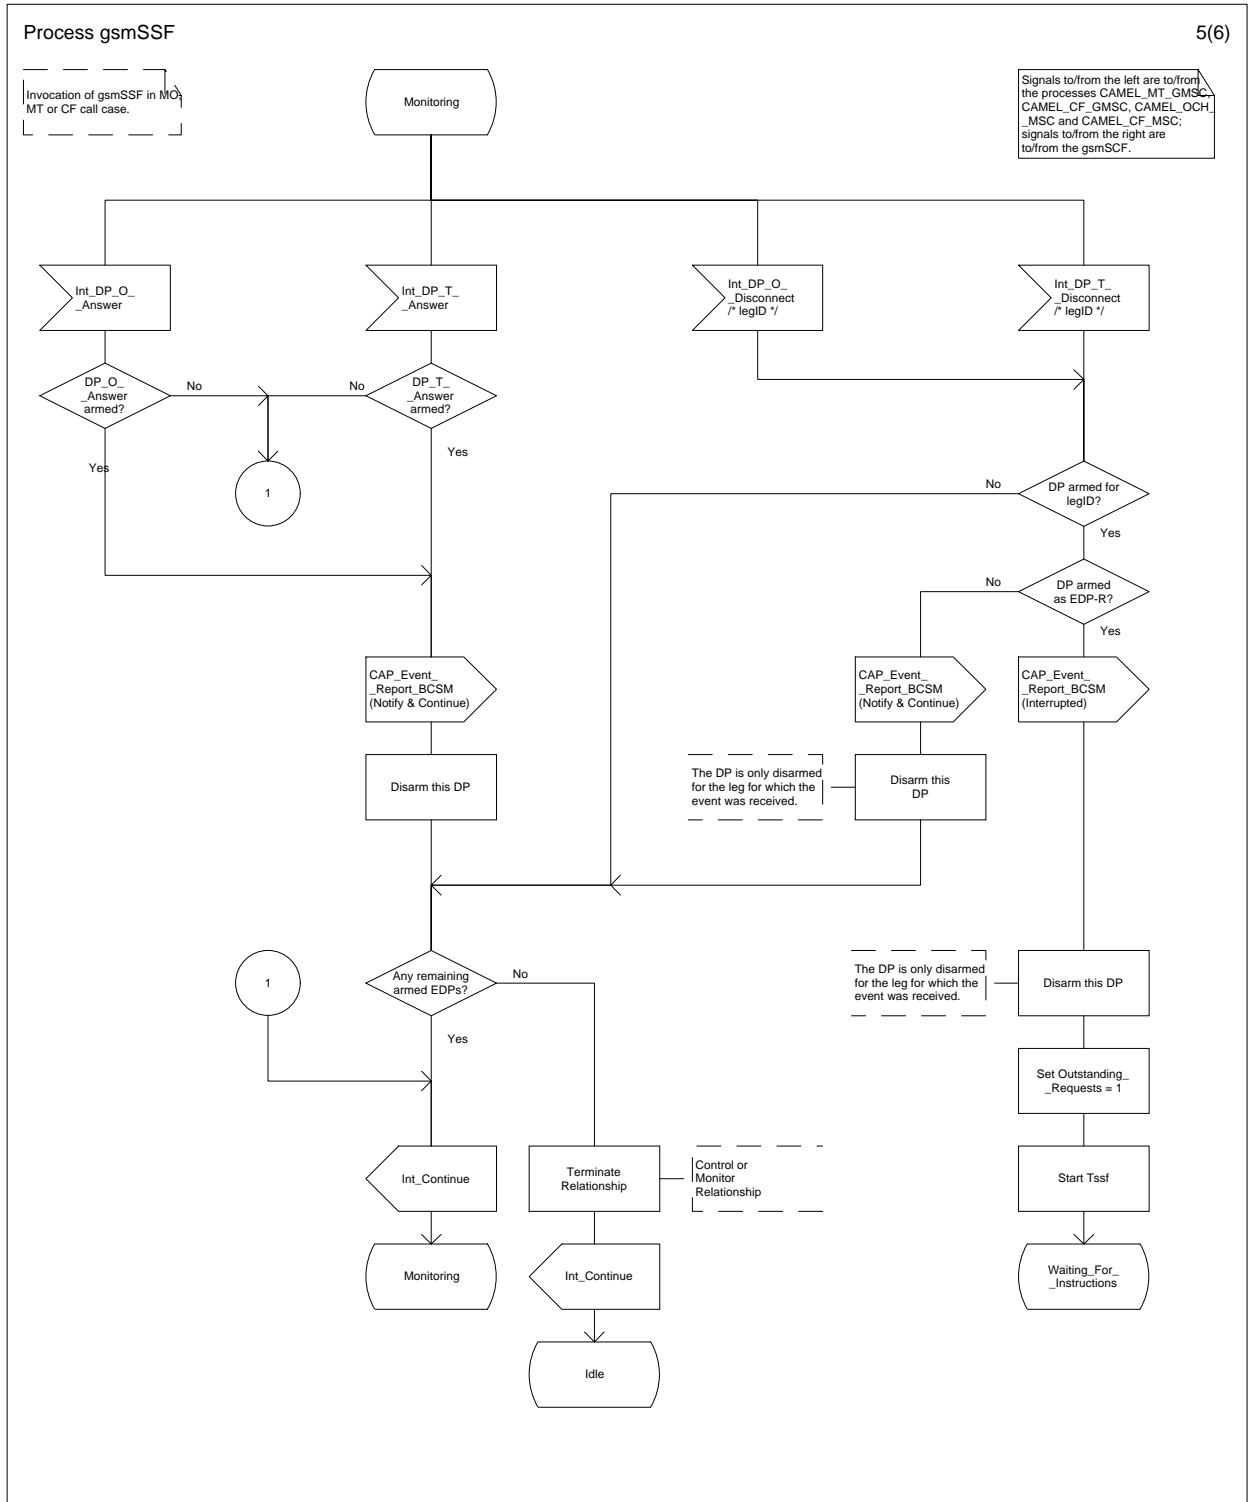 Process gsmSSF
5(6)
Invocation of gsmSSF in MO,
MT or CF call case.
Monitoring
Signals to/from the left are to/from
the processes CAMEL_MT_GMSC,
CAMEL_CF_GMSC, CAMEL_OCH_
_MSC and CAMEL_CF_MSC;
signals to/from the right are
to/from the gsmSCF.
Int_DP_O_
_Answer
Int_DP_T_
_Answer
Int_DP_O_
_Disconnect
/* legID */
Int_DP_T_
_Disconnect
/* legID */
DP_O_
_Answer
armed?
No
No
DP_T_
_Answer
armed?
Yes
Yes
1
No
DP armed for
legID?
Yes
No
DP armed
as EDP-R?
Yes
CAP_Event_
_Report_BCSM
(Notify & Continue)
CAP_Event_
_Report_BCSM
(Notify & Continue)
CAP_Event_
_Report_BCSM
(Interrupted)
Disarm this DP
The DP is only disarmed
for the leg for which the
event was received.
Disarm this
DP
1
Any remaining
armed EDPs?
No
Yes
The DP is only disarmed
for the leg for which the
event was received.
Disarm this DP
Set Outstanding_
_Requests = 1
Int_Continue
Terminate
Relationship
Control or
Monitor
Relationship
Start Tssf
Monitoring
Int_Continue
Waiting_For_
_Instructions
Idle